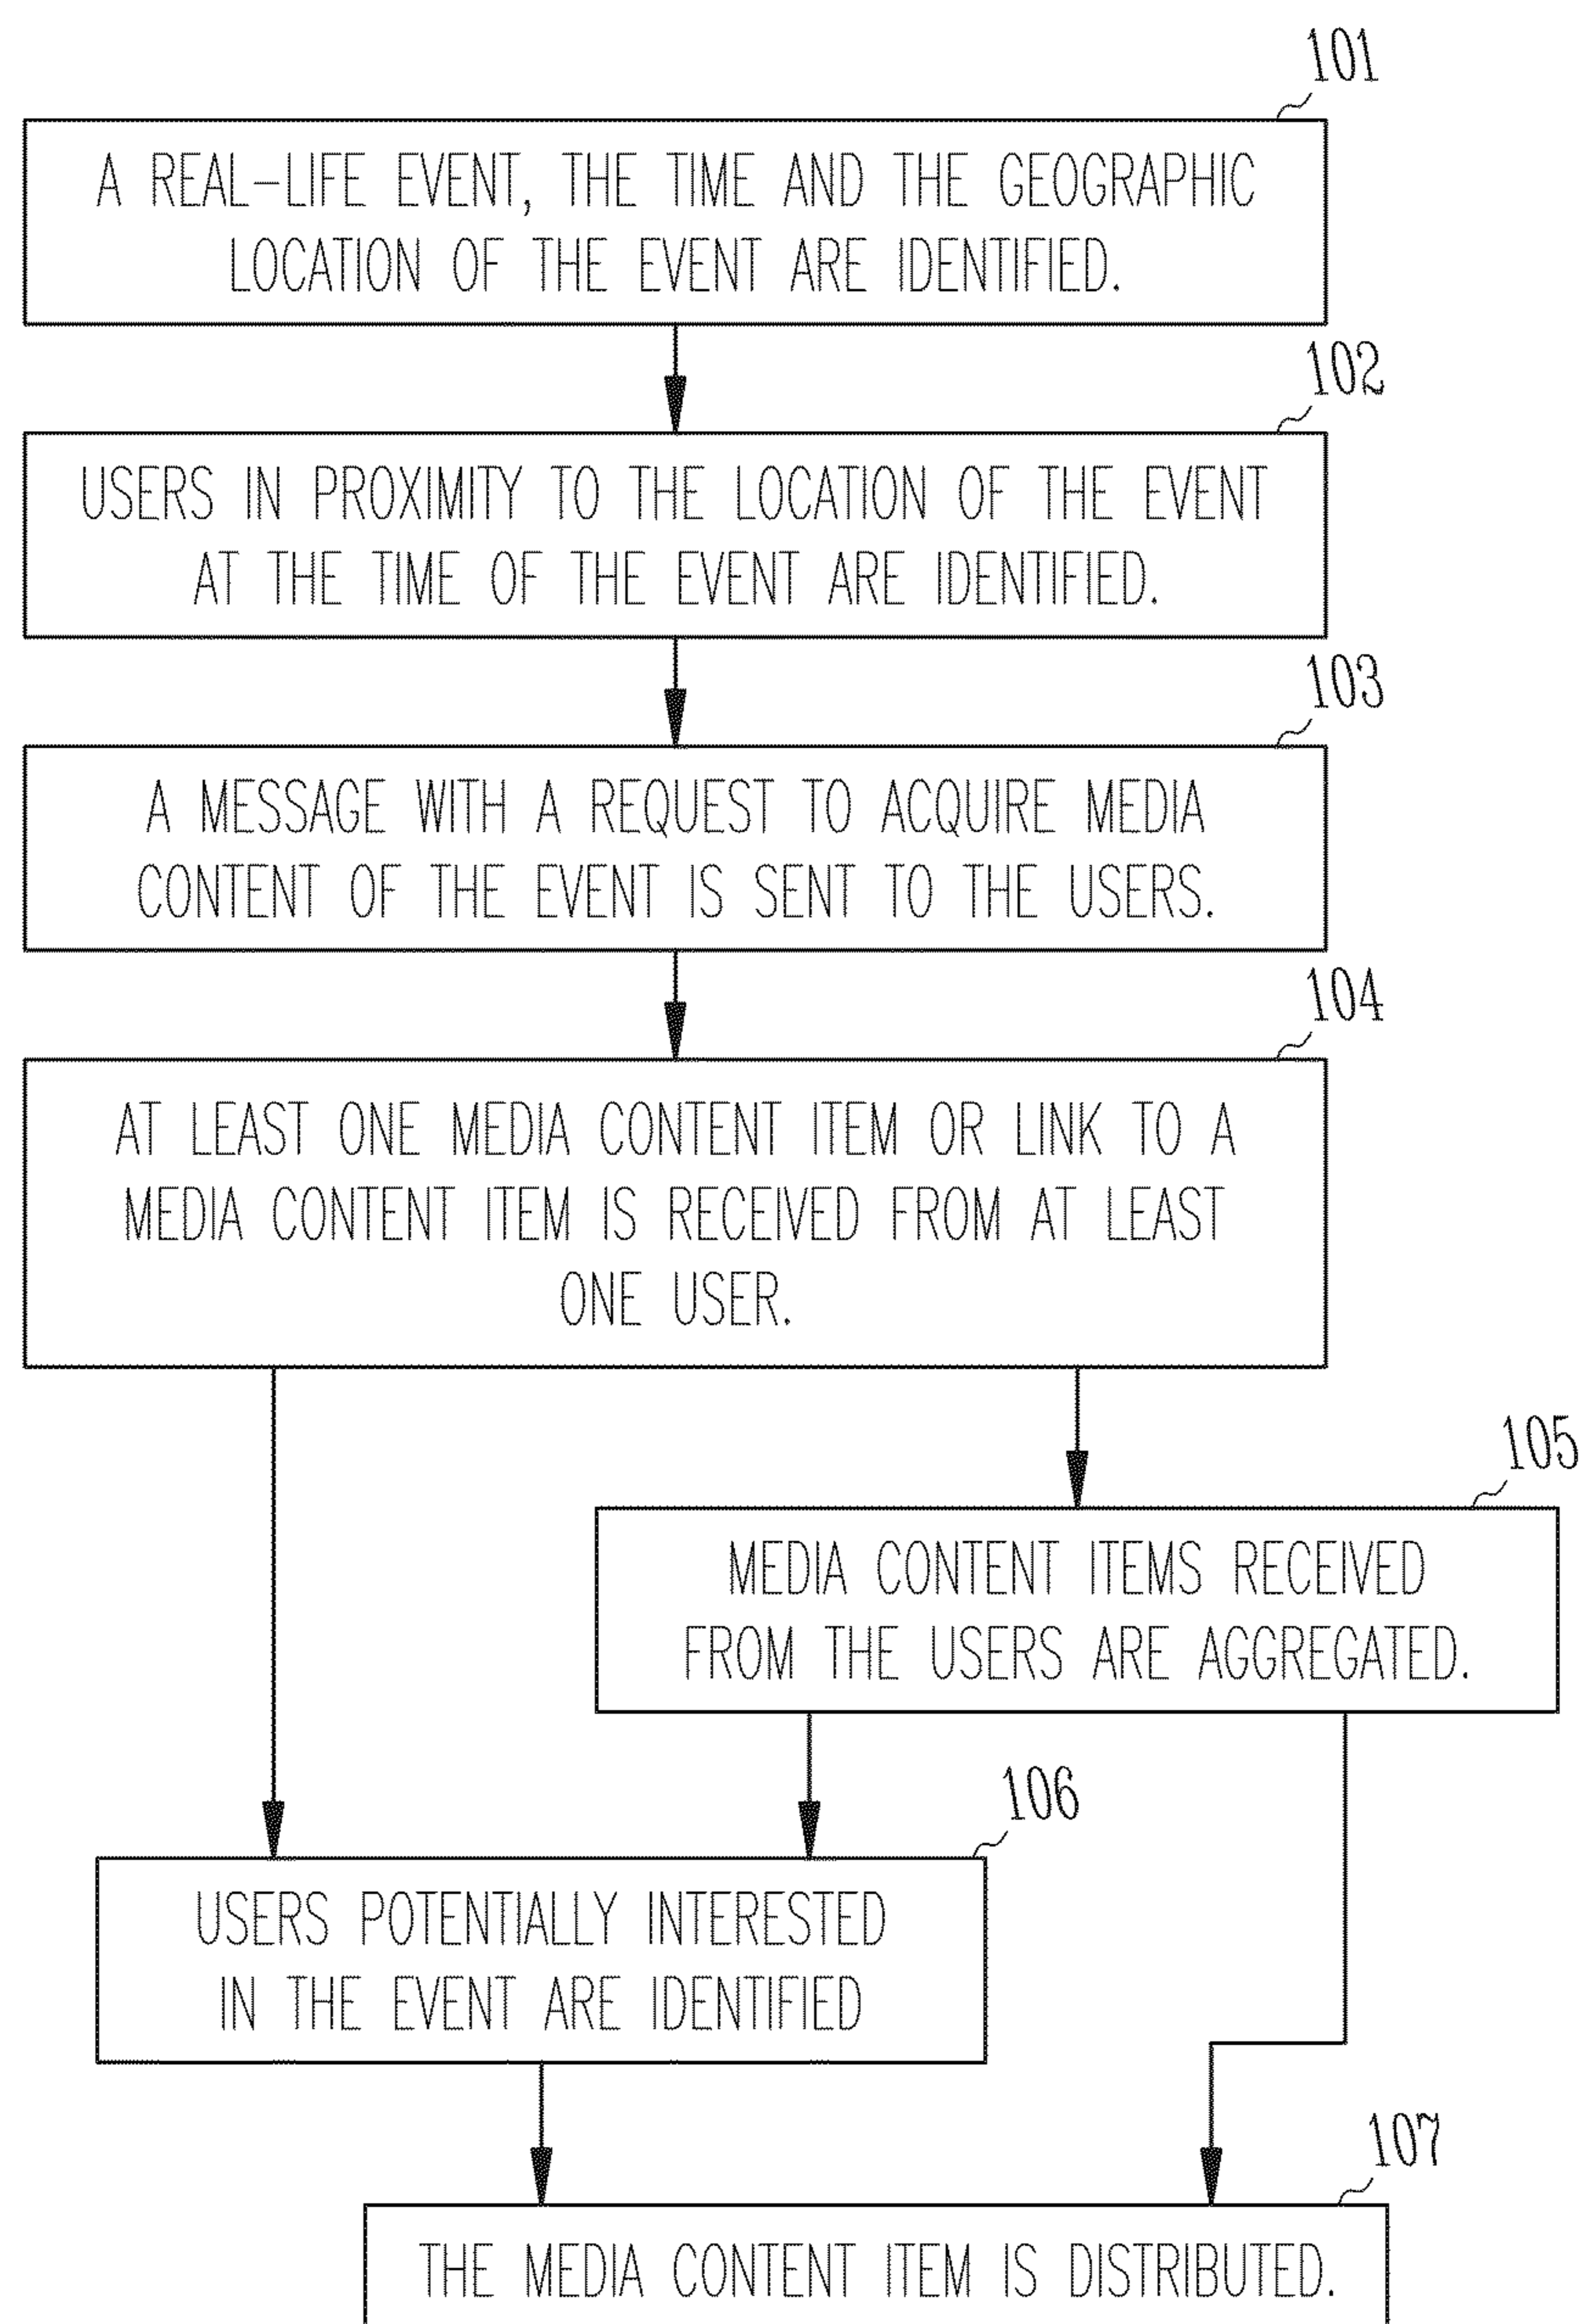 101
A REAL-LIFE EVENT, THE TIME AND THE GEOGRAPHIC
LOCATION OF THE EVENT ARE IDENTIFIED.
102
USERS IN PROXIMITY TO THE LOCATION OF THE EVENT
AT THE TIME OF THE EVENT ARE IDENTIFIED.
103
A MESSAGE WITH A REQUEST TO ACQUIRE MEDIA
CONTENT OF THE EVENT IS SENT TO THE USERS.
104
AT LEAST ONE MEDIA CONTENT ITEM OR LINK TO A
MEDIA CONTENT ITEM IS RECEIVED FROM AT LEAST
ONE USER.
105
MEDIA CONTENT ITEMS RECEIVED
FROM THE USERS ARE AGGREGATED.
106
USERS POTENTIALLY INTERESTED
IN THE EVENT ARE IDENTIFIED
107
THE MEDIA CONTENT ITEM IS DISTRIBUTED.